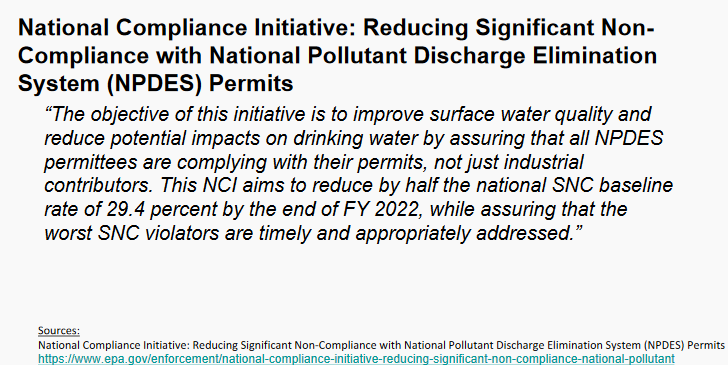 National Compliance Initiative: Reducing Significant Non-
Compliance with National Pollutant Discharge Elimination
System (NPDES) Permits
“The objective of this initiative is to improve surface water quality and
reduce potential impacts on drinking water by assuring that all NPDES
permittees are complying with their permits, not just industrial
contributors. This NCI aims to reduce by half the national SNC baseline
rate of 29.4 percent by the end of FY 2022, while assuring that the
worst SNC violators are timely and appropriately addressed.”
Sources:
National Compliance Initiative: Reducing Significant Non-Compliance with National Pollutant Discharge Elimination System (NPDES) Permits
https://www.epa.gov/enforcement/national-compliance-initiative-reducing-significant-non-compliance-national-pollutant